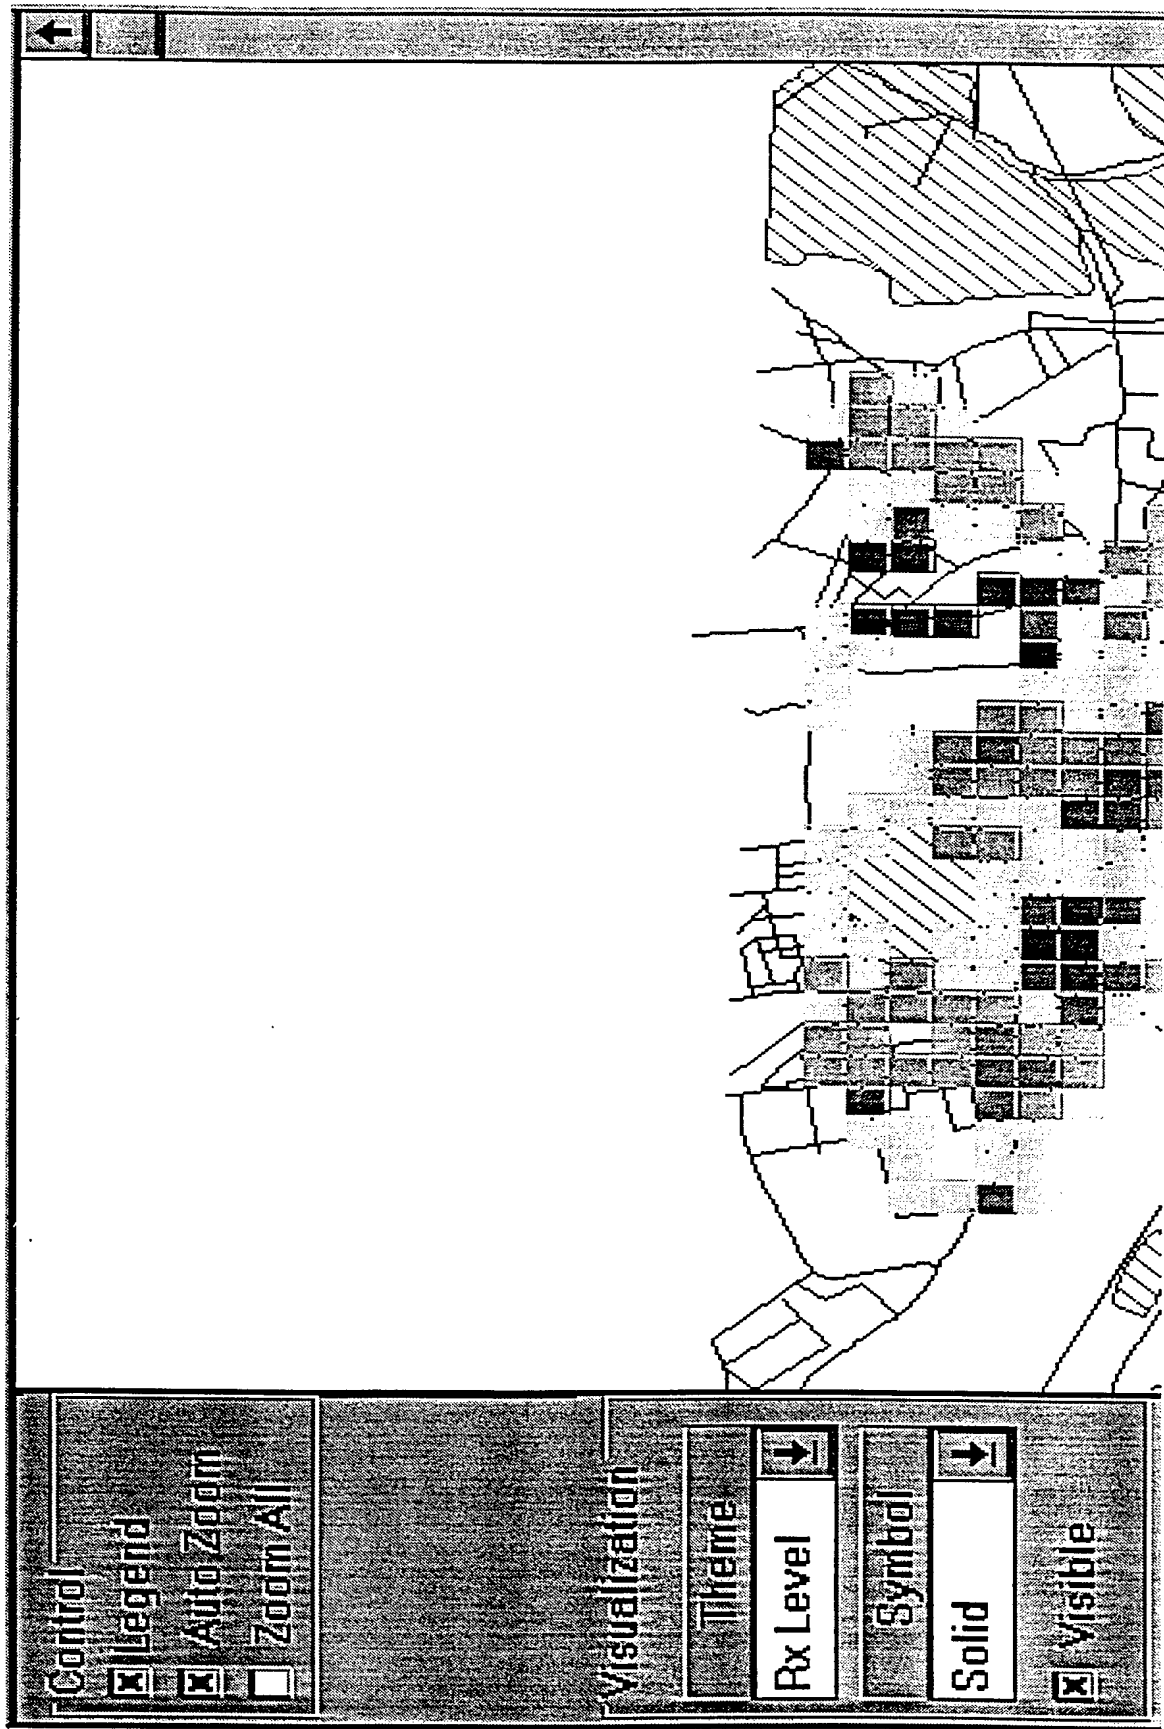 Control
Legend
Auto Zoom
Zoom All
Visualization
Theme
Rx Level
Symbol
Solid
Visible